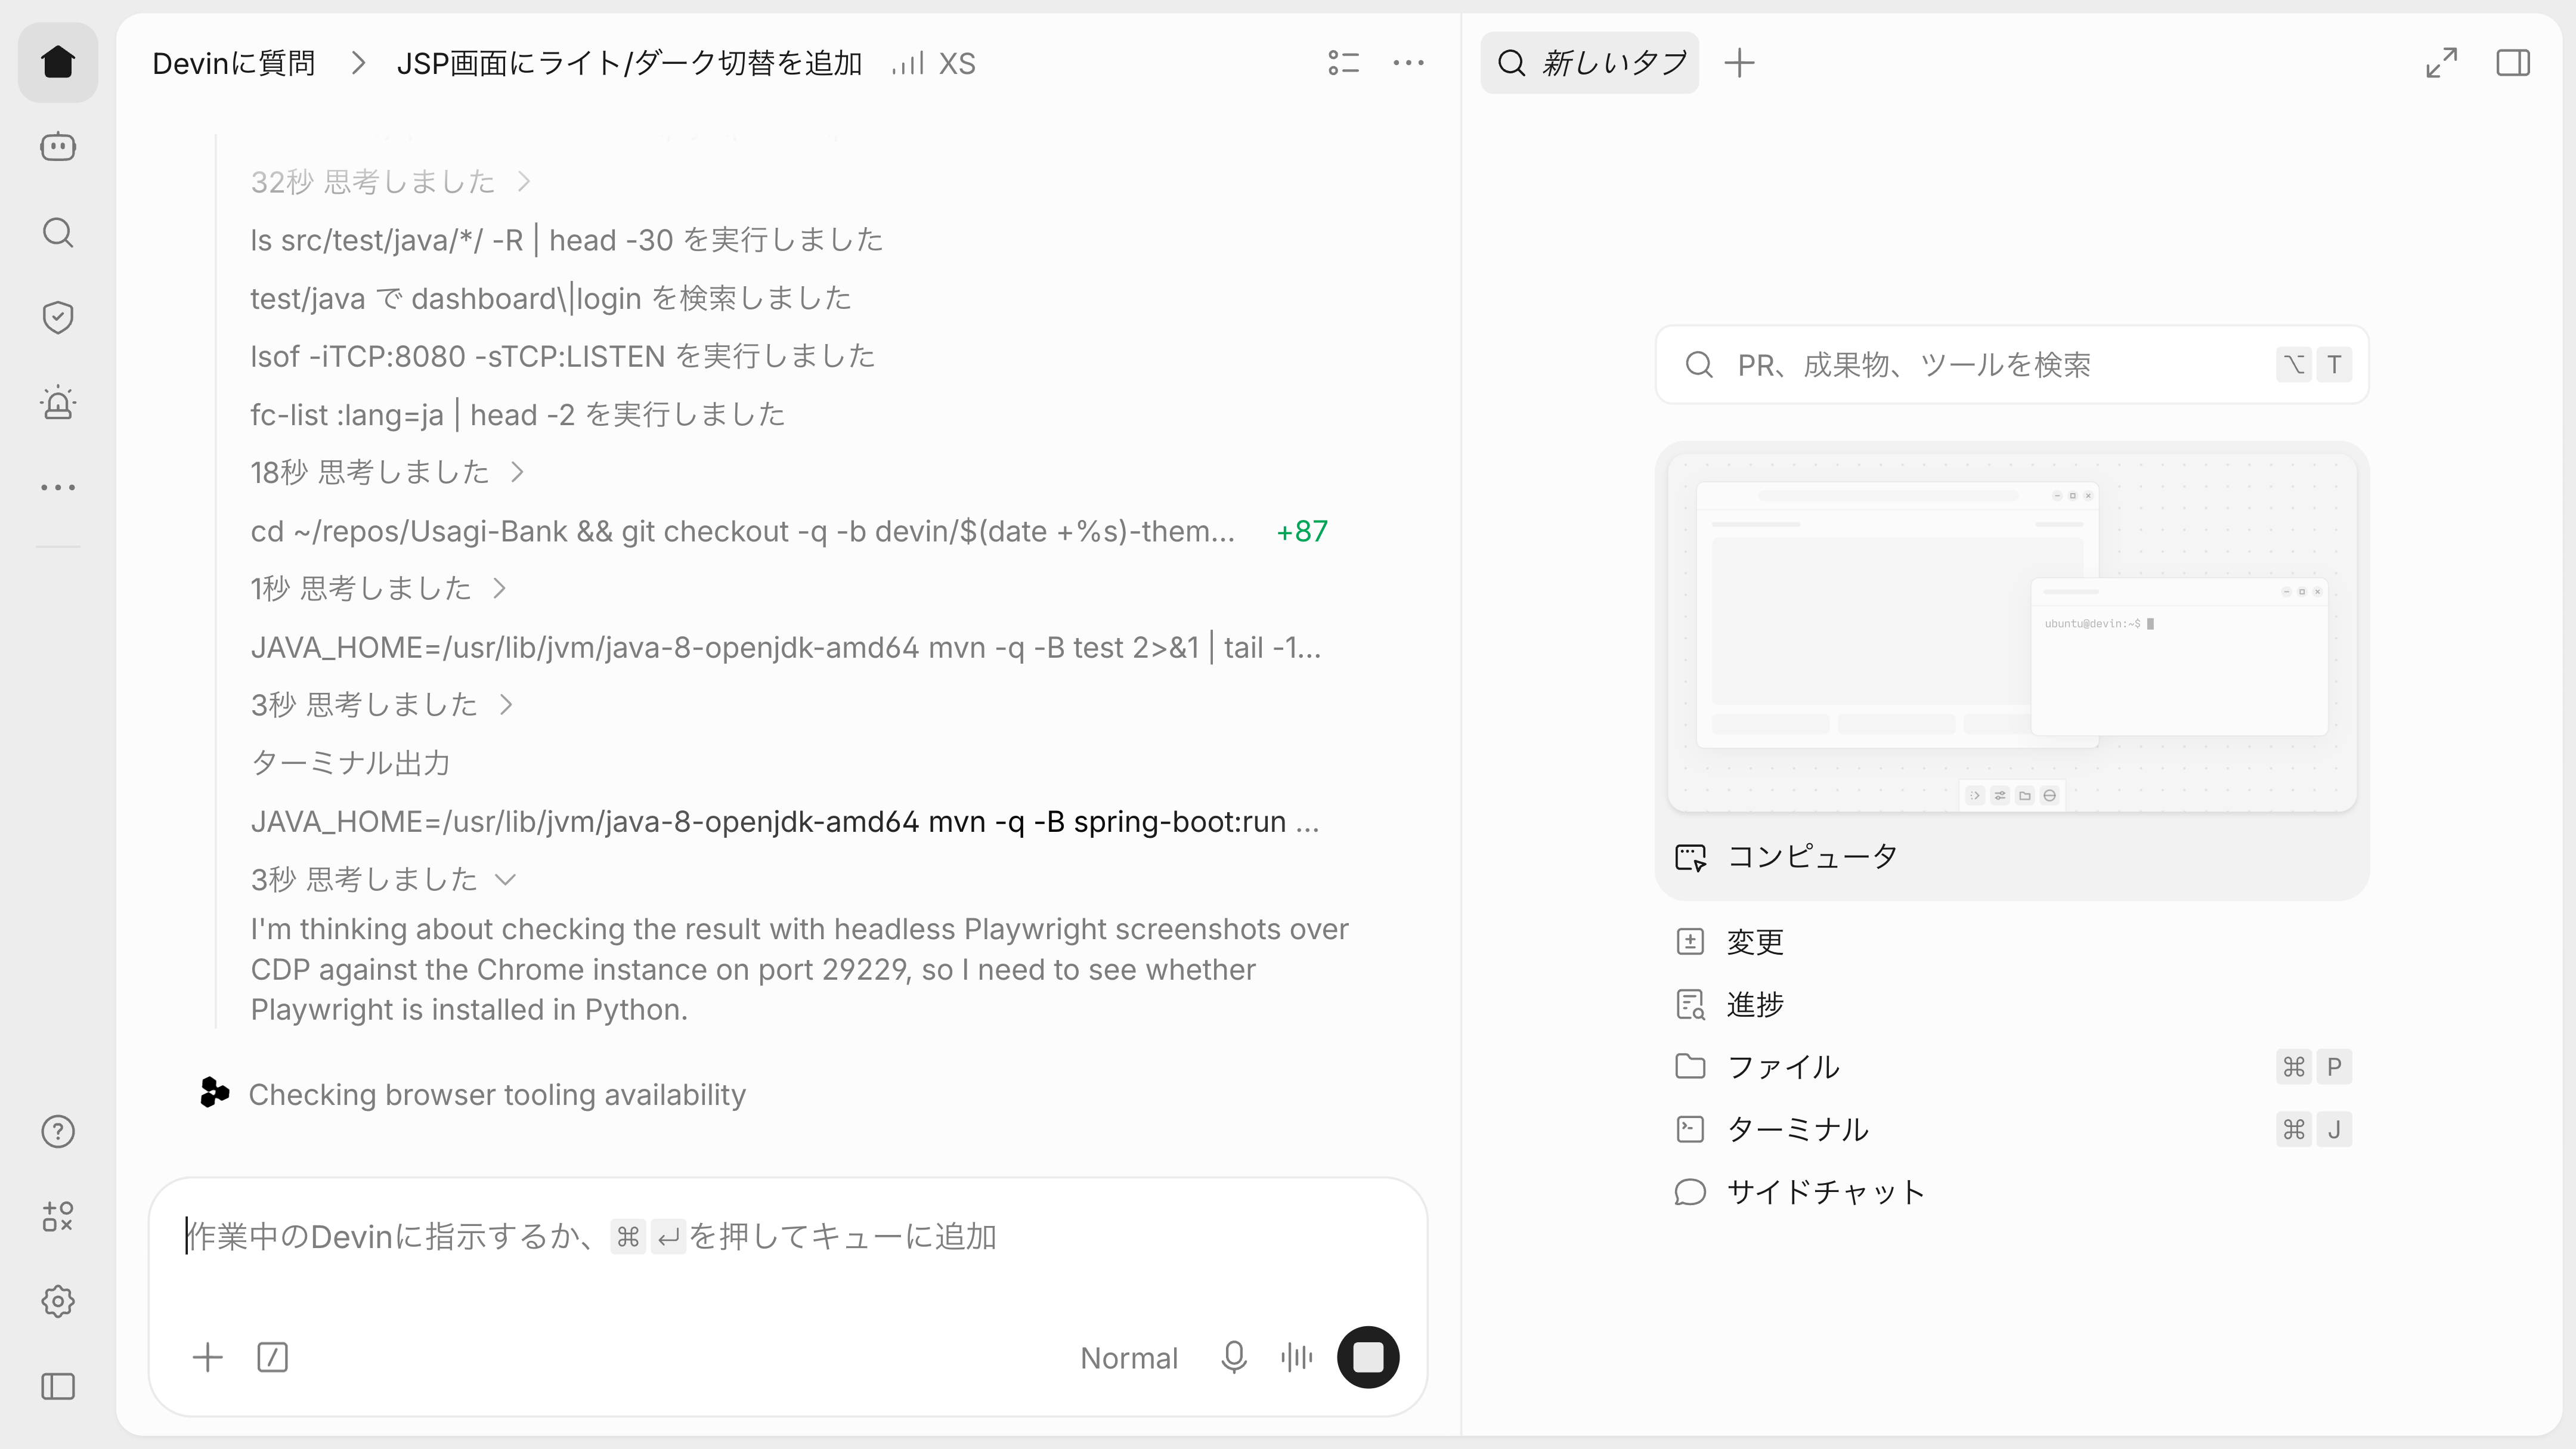 Devinに質問
JSP画面にライト/ダーク切替を追加
XS
32秒 思考しました
ls src/test/java/*/ -R | head -30 を実行しました
test/java で dashboard\|login を検索しました
lsof -iTCP:8080 -sTCP:LISTEN を実行しました
fc-list :lang=ja | head -2 を実行しました
18秒 思考しました
cd ~/repos/Usagi-Bank && git checkout -q -b devin/$(date +%s)-them... +87
1秒 思考しました
JAVA_HOME=/usr/lib/jvm/java-8-openjdk-amd64 mvn -q -B test 2>&1 | tail -1...
3秒 思考しました
ターミナル出力
JAVA_HOME=/usr/lib/jvm/java-8-openjdk-amd64 mvn -q -B spring-boot:run ...
3秒 思考しました
I'm thinking about checking the result with headless Playwright screenshots over
CDP against the Chrome instance on port 29229, so I need to see whether
Playwright is installed in Python.
Checking browser tooling availability
作業中のDevinに指示するか、⌘↵を押してキューに追加
Normal
新しいタブ
PR、成果物、ツールを検索 ⌥ T
ubuntu@devin:~$
コンピュータ
変更
進捗
ファイル ⌘ P
ターミナル ⌘ J
サイドチャット